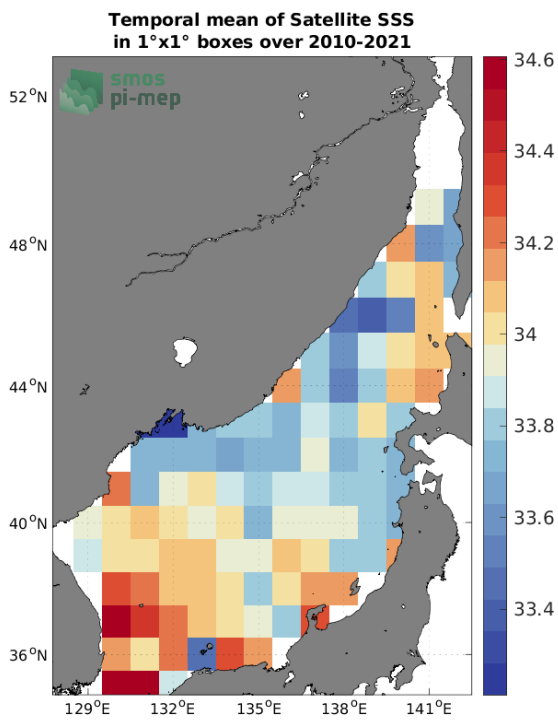 Temporal mean of Satellite SSS
in 1°x1° boxes over 2010-2021
smos
pi-mep
52°N
48°N
44°N
40°N
36°N
129°E
132°E
135°E
138°E
141°E
34.6
34.4
34.2
34
33.8
33.6
33.4